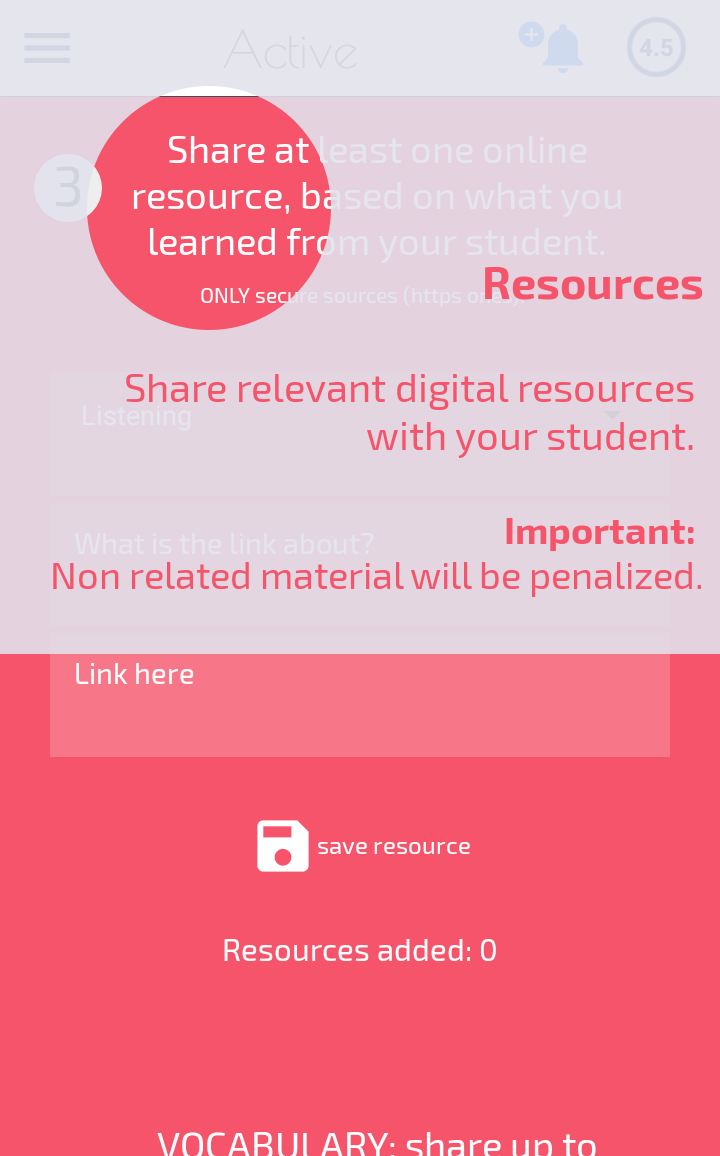 Active
4.5
3
Share at least one online
resource, based on what you
learned from your student.
ONLY secure sources (https ones).
Resources
Share relevant digital resources
with your student.
Listening
Important:
Non related material will be penalized.
What is the link about?
Link here
save resource
Resources added: 0
VOCABULARY: share up to